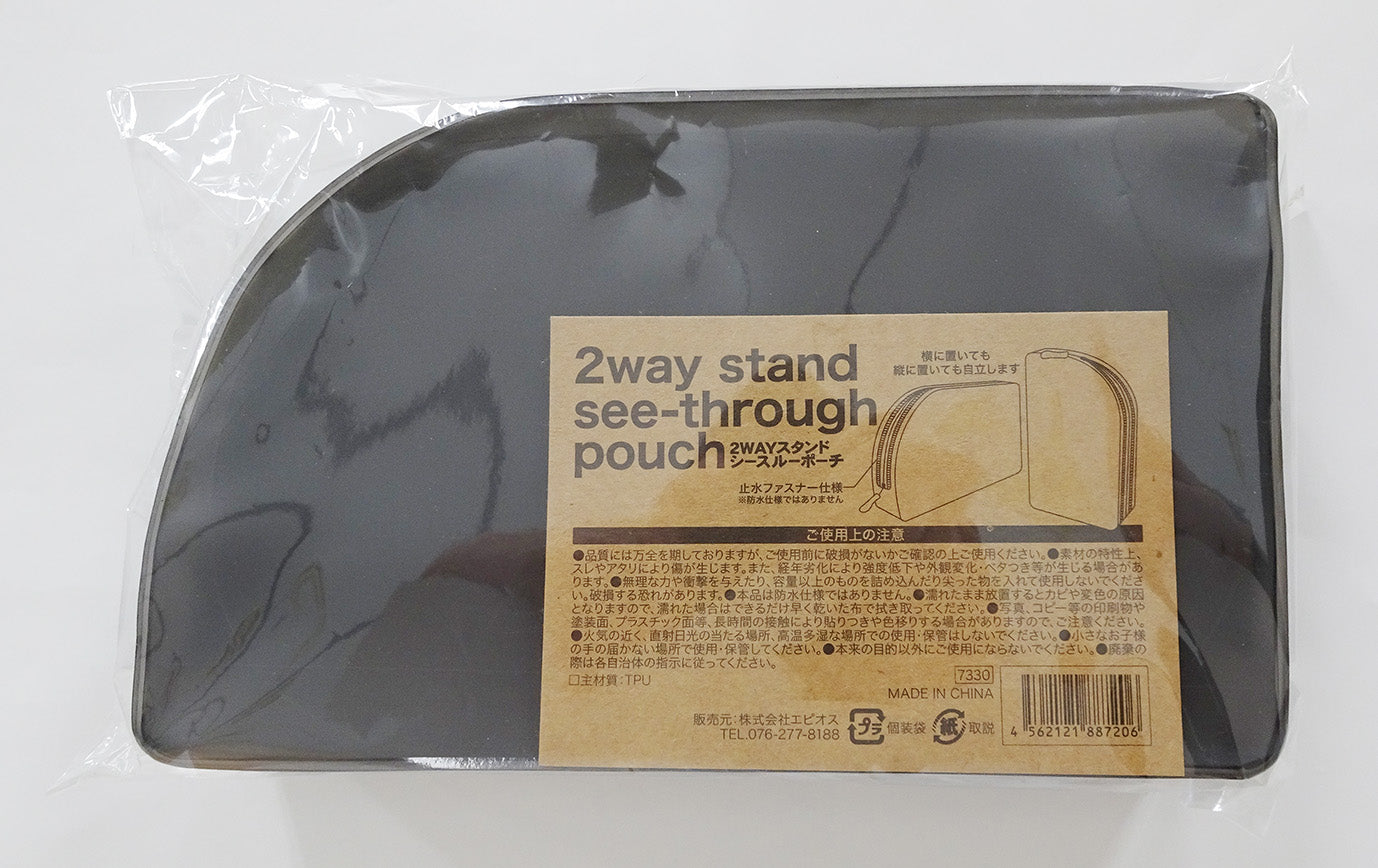 2way stand
see-through
pouch
2WAYスタンド
シースルーポーチ
横に置いても
縦に置いても自立します
止水ファスナー仕様
※防水仕様ではありません
ご使用上の注意
●品質には万全を期しておりますが、ご使用前に破損がないかご確認の上ご使用ください。●素材の特性上、
スレやアタリにより傷が生じます。また、経年劣化により強度低下や外観変化・ベタつき等が生じる場合があ
ります。●無理な力や衝撃を与えたり、容量以上のものを詰め込んだり尖った物を入れて使用しないでくださ
い。破損する恐れがあります。●本品は防水仕様ではありません。●濡れたまま放置するとカビや変色の原因
となりますので、濡れた場合はできるだけ早く乾いた布で拭き取ってください。●写真、コピー等の印刷物や
塗装面、プラスチック面等、長時間の接触により貼りつきや色移りする場合がありますので、ご注意ください。
●火気の近く、直射日光の当たる場所、高温多湿な場所での使用・保管はしないでください。●小さなお子様
の手の届かない場所で使用・保管してください。●本来の目的以外にご使用にならないでください。●廃棄の
際は各自治体の指示に従ってください。
□主材質：TPU
7330
MADE IN CHINA
販売元：株式会社エピオス
TEL.076-277-8188
プラ 個装袋 紙 取説
4 562121 887206